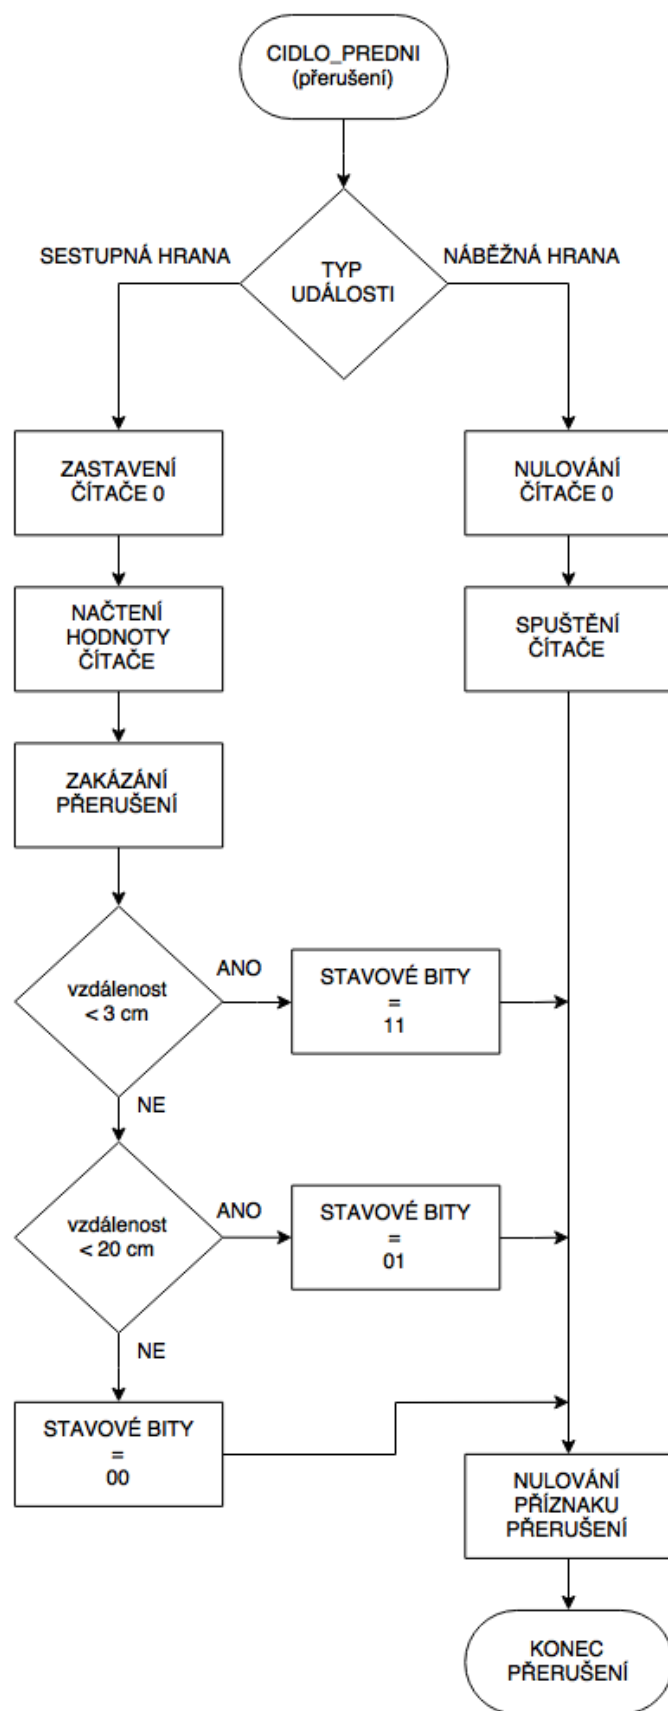 CIDLO_PREDNI
(přerušení)
SESTUPNÁ HRANA
TYP
UDÁLOSTI
NÁBĚŽNÁ HRANA
ZASTAVENÍ
ČÍTAČE 0
NULOVÁNÍ
ČÍTAČE 0
NAČTENÍ
HODNOTY
ČÍTAČE
SPUŠTĚNÍ
ČÍTAČE
ZAKÁZÁNÍ
PŘERUŠENÍ
vzdálenost
< 3 cm
ANO
STAVOVÉ BITY
=
11
NE
vzdálenost
< 20 cm
ANO
STAVOVÉ BITY
=
01
NE
STAVOVÉ BITY
=
00
NULOVÁNÍ
PŘÍZNAKU
PŘERUŠENÍ
KONEC
PŘERUŠENÍ